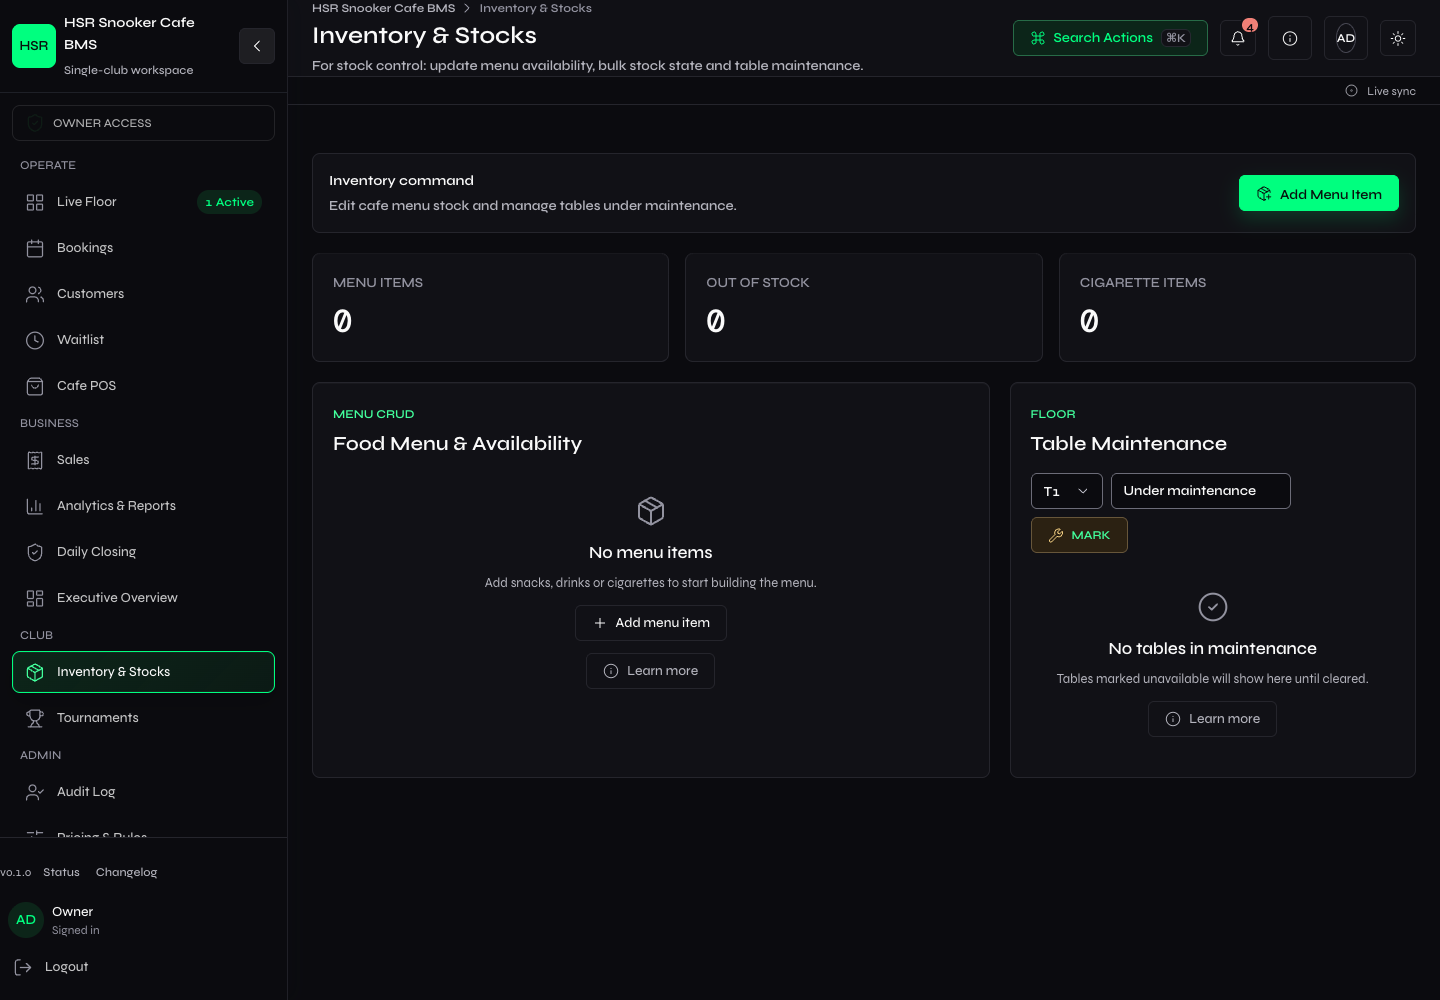 HSR
HSR Snooker Cafe
BMS
Single-club workspace
OWNER ACCESS
OPERATE
Live Floor
1 Active
Bookings
Customers
Waitlist
Cafe POS
BUSINESS
Sales
Analytics & Reports
Daily Closing
Executive Overview
CLUB
Inventory & Stocks
Tournaments
ADMIN
Audit Log
Pricing & Rules
v0.1.0 Status Changelog
AD
Owner
Signed in
Logout
HSR Snooker Cafe BMS > Inventory & Stocks
Inventory & Stocks
For stock control: update menu availability, bulk stock state and table maintenance.
Search Actions ⌘K
4
AD
Live sync
Inventory command
Edit cafe menu stock and manage tables under maintenance.
Add Menu Item
MENU ITEMS
0
OUT OF STOCK
0
CIGARETTE ITEMS
0
MENU CRUD
Food Menu & Availability
No menu items
Add snacks, drinks or cigarettes to start building the menu.
Add menu item
Learn more
FLOOR
Table Maintenance
T1
Under maintenance
MARK
No tables in maintenance
Tables marked unavailable will show here until cleared.
Learn more